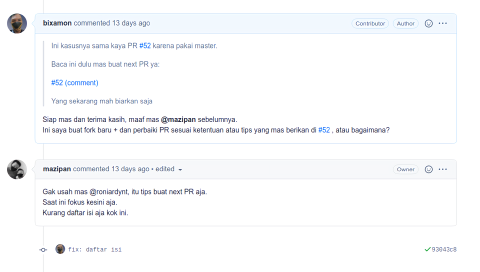 bixamon commented 13 days ago
Contributor
Author
Ini kasusnya sama kaya PR #52 karena pakai master.
Baca ini dulu mas buat next PR ya:
#52 (comment)
Yang sekarang mah biarkan saja
Siap mas dan terima kasih, maaf mas @mazipan sebelumnya.
Ini saya buat fork baru + dan perbaiki PR sesuai ketentuan atau tips yang mas berikan di #52 , atau bagaimana?
mazipan commented 13 days ago • edited
Owner
Gak usah mas @roniardynt, itu tips buat next PR aja.
Saat ini fokus kesini aja.
Kurang daftar isi aja kok ini.
fix: daftar isi
93043c8